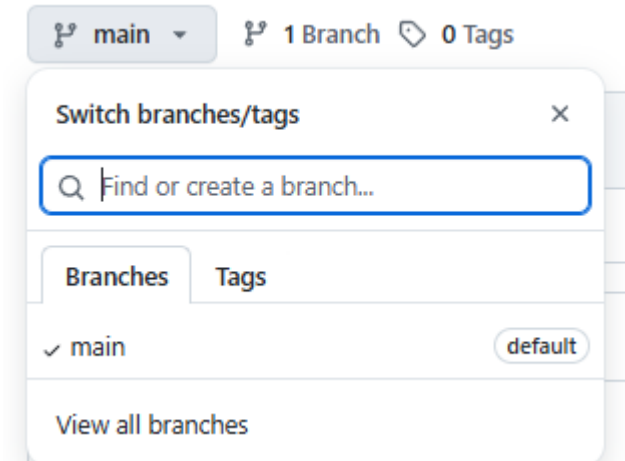 main 1 Branch 0 Tags
Switch branches/tags
Find or create a branch...
Branches Tags
main default
View all branches